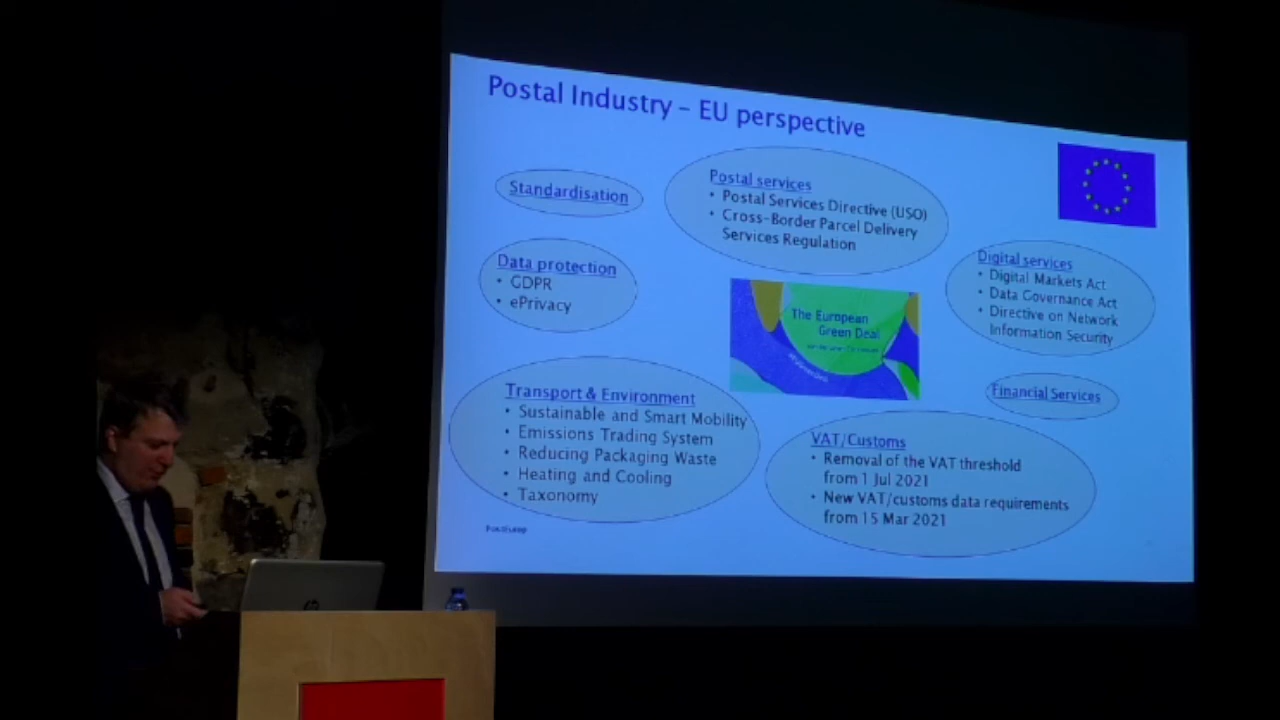 Postal Industry – EU perspective
Standardisation
Postal services
• Postal Services Directive (USO)
• Cross-Border Parcel Delivery
Services Regulation
Data protection
• GDPR
• ePrivacy
Digital services
• Digital Markets Act
• Data Governance Act
• Directive on Network
Information Security
The European
Green Deal
Transport & Environment
• Sustainable and Smart Mobility
• Emissions Trading System
• Reducing Packaging Waste
• Heating and Cooling
• Taxonomy
Financial Services
VAT/Customs
• Removal of the VAT threshold
from 1 Jul 2021
• New VAT/customs data requirements
from 15 Mar 2021
PostEurop
hp